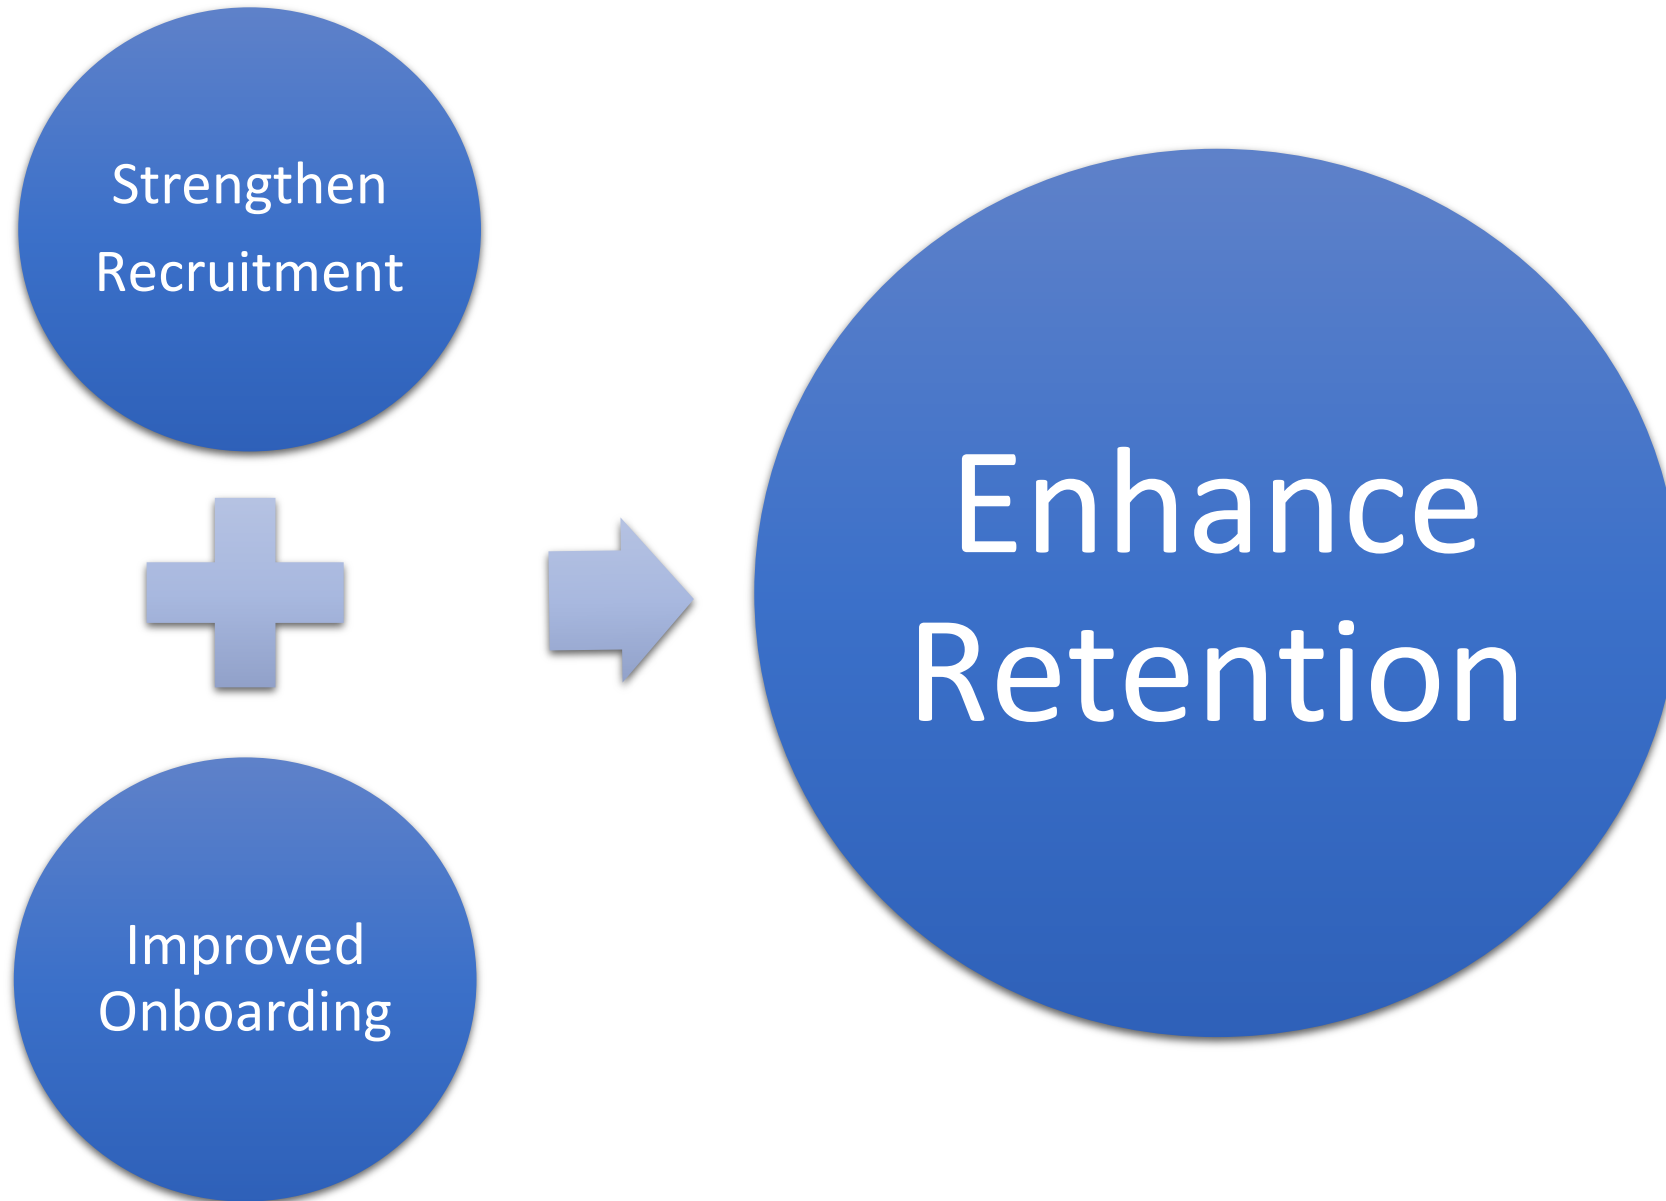 Strengthen
Recruitment
Improved
Onboarding
Enhance
Retention